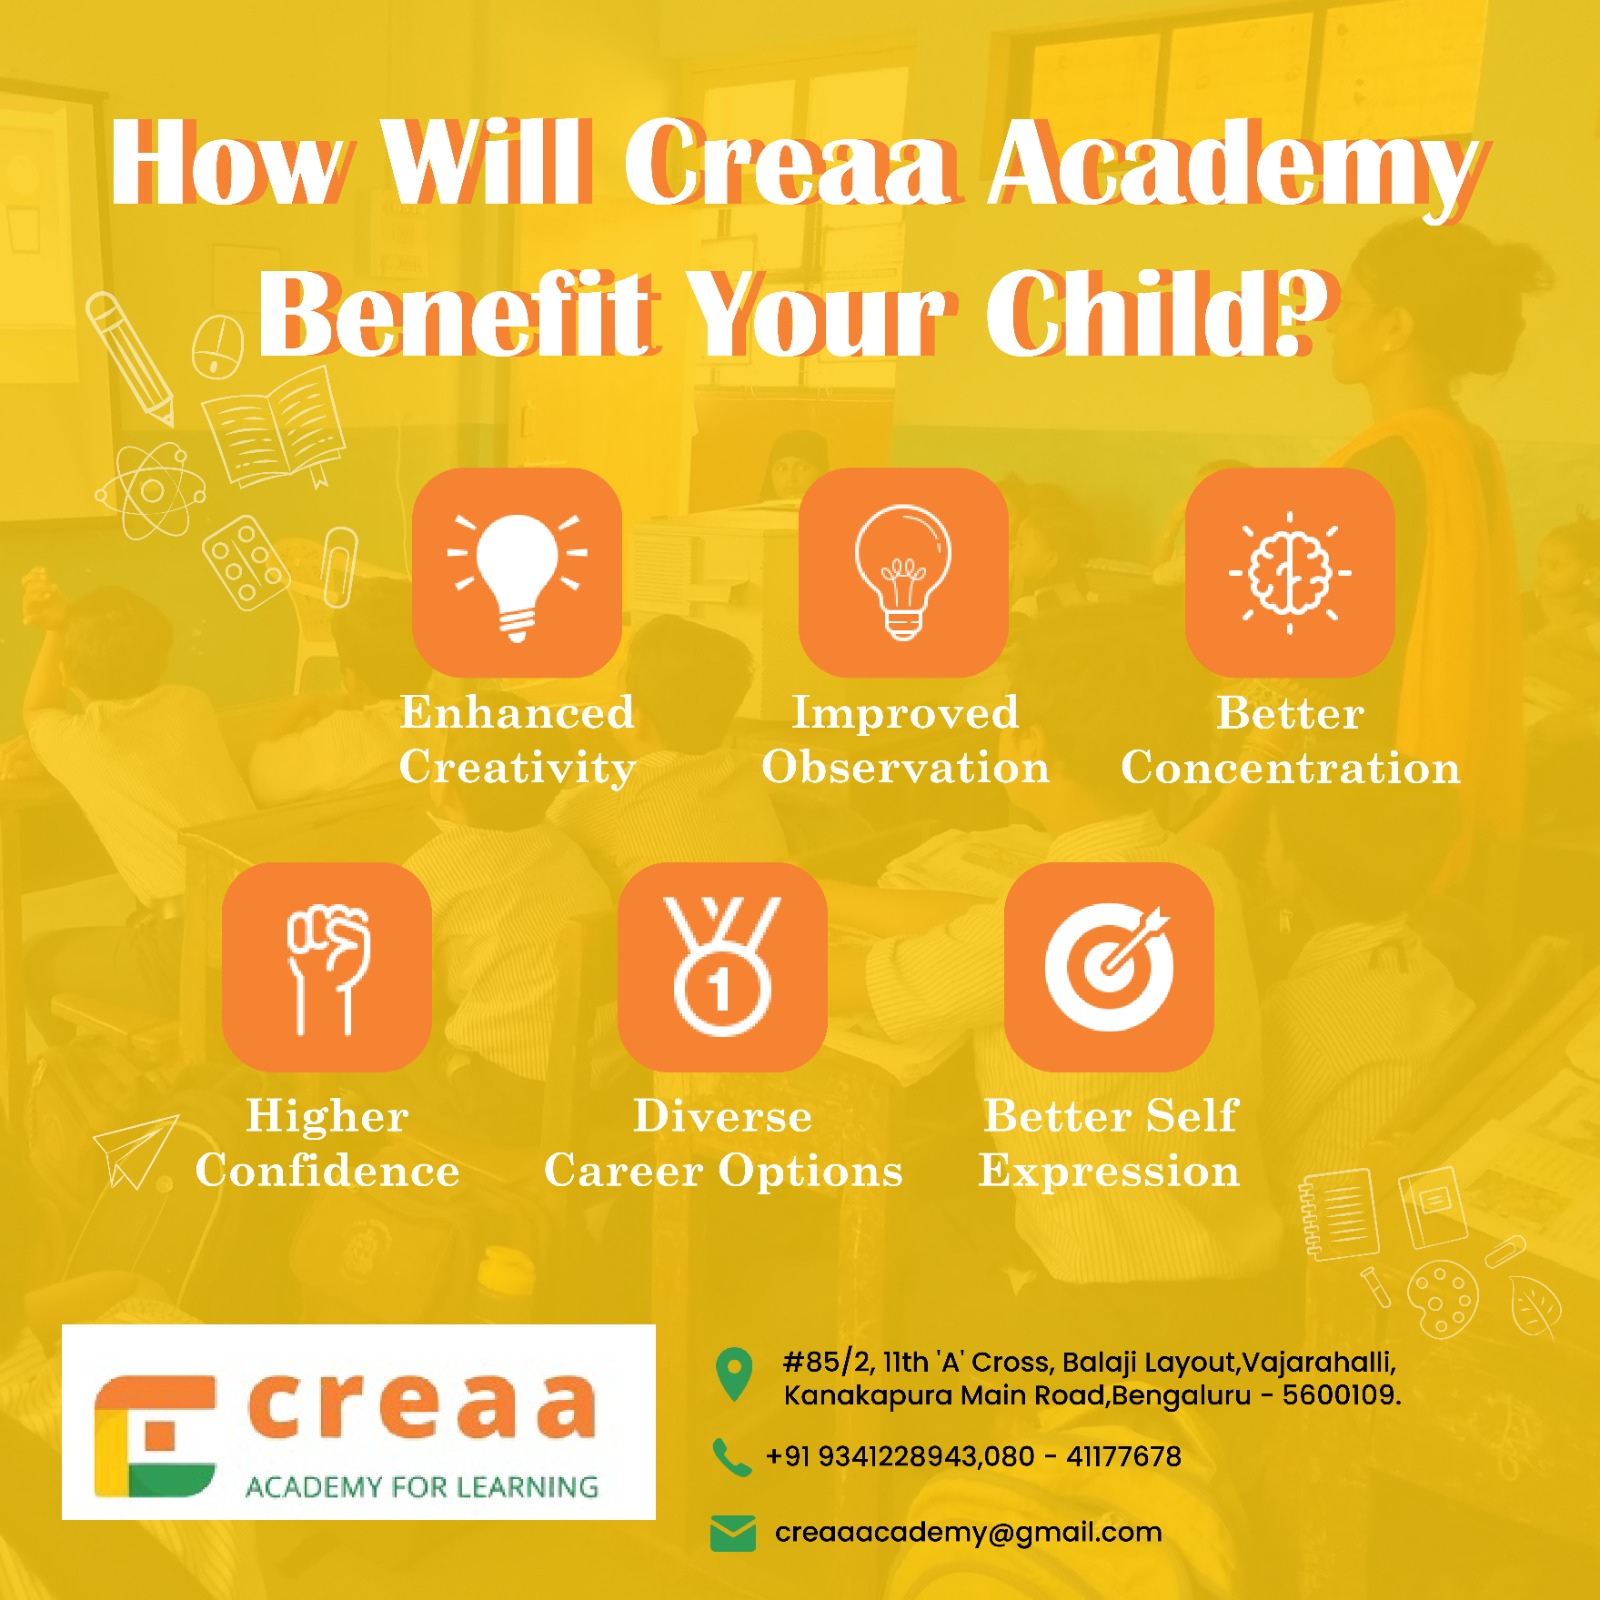 How Will Creaa Academy
Benefit Your Child?
Enhanced
Creativity
Improved
Observation
Better
Concentration
Higher
Confidence
1
Diverse
Career Options
Better Self
Expression
creaa
ACADEMY FOR LEARNING
#85/2, 11th 'A' Cross, Balaji Layout,Vajarahalli,
Kanakapura Main Road,Bengaluru - 5600109.
+91 9341228943,080 - 41177678
creaaacademy@gmail.com